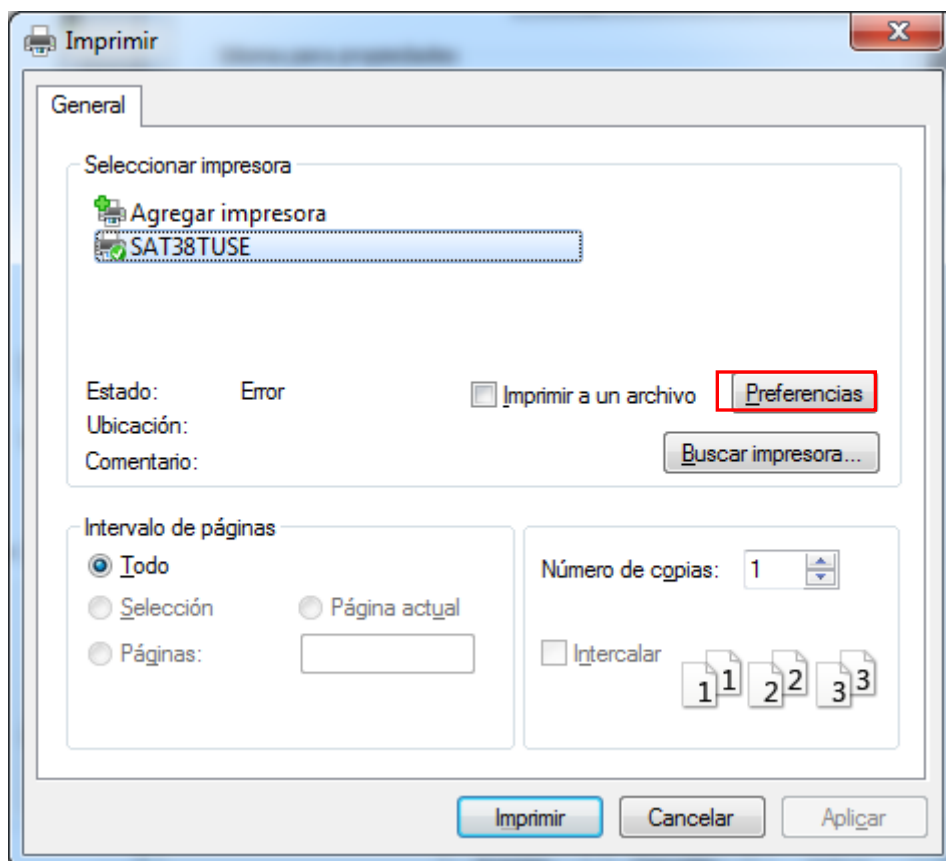 Imprimir
General
Seleccionar impresora
Agregar impresora
SAT38TUSE
Estado: Error
Imprimir a un archivo
Preferencias
Ubicación:
Comentario:
Buscar impresora...
Intervalo de páginas
Todo
Selección
Página actual
Páginas:
Número de copias: 1
Intercalar
1 1 2 2 3 3
Imprimir
Cancelar
Aplicar